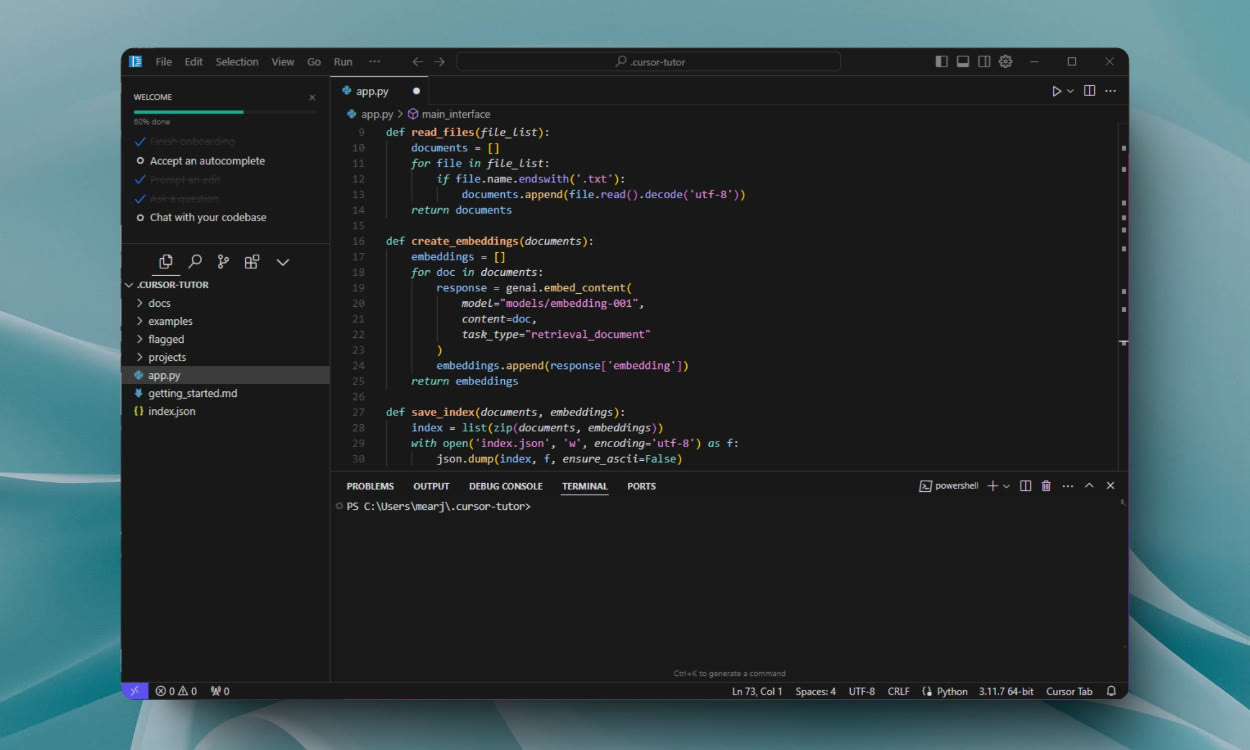 File Edit Selection View Go Run ···
.cursor-tutor
WELCOME
60% done
Finish onboarding
Accept an autocomplete
Prompt an edit
Ask a question
Chat with your codebase
.CURSOR-TUTOR
docs
examples
flagged
projects
app.py
getting_started.md
index.json
app.py
app.py > main_interface
9 def read_files(file_list):
10 documents = []
11 for file in file_list:
12 if file.name.endswith('.txt'):
13 documents.append(file.read().decode('utf-8'))
14 return documents
15
16 def create_embeddings(documents):
17 embeddings = []
18 for doc in documents:
19 response = genai.embed_content(
20 model="models/embedding-001",
21 content=doc,
22 task_type="retrieval_document"
23 )
24 embeddings.append(response['embedding'])
25 return embeddings
26
27 def save_index(documents, embeddings):
28 index = list(zip(documents, embeddings))
29 with open('index.json', 'w', encoding='utf-8') as f:
30 json.dump(index, f, ensure_ascii=False)
PROBLEMS OUTPUT DEBUG CONSOLE TERMINAL PORTS powershell
PS C:\Users\mearj\.cursor-tutor>
Ctrl+K to generate a command
0 0 0 Ln 73, Col 1 Spaces: 4 UTF-8 CRLF Python 3.11.7 64-bit Cursor Tab